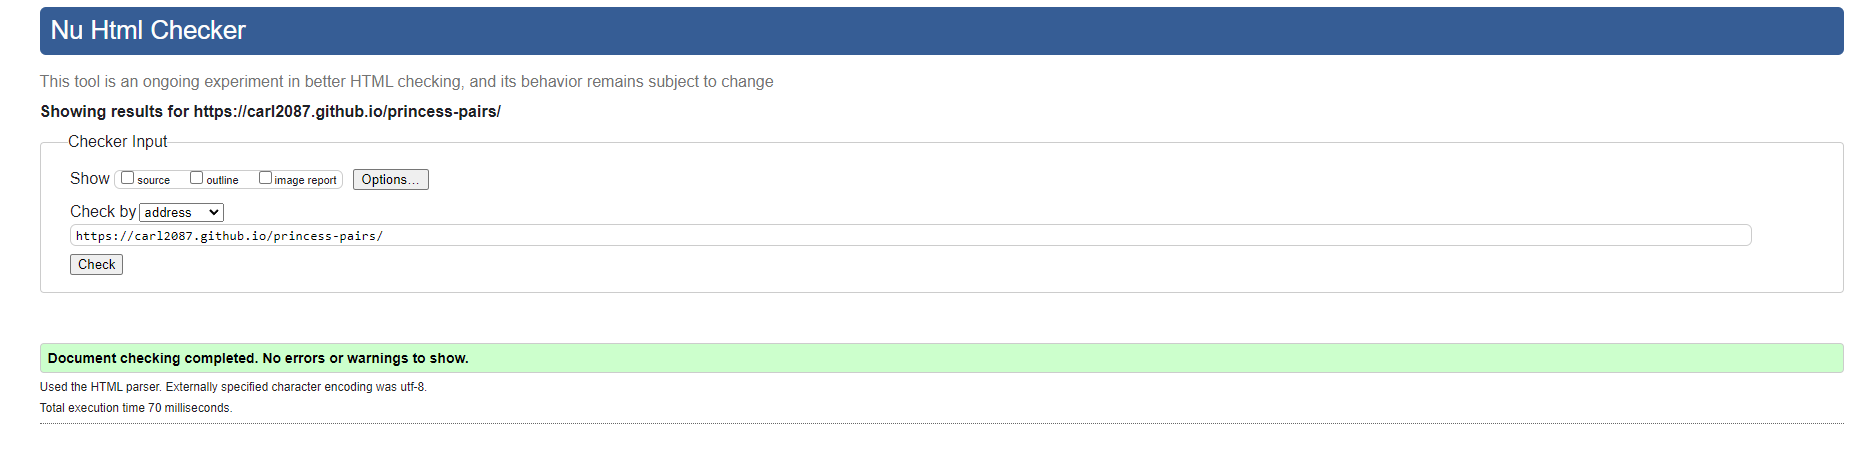 Nu Html Checker
This tool is an ongoing experiment in better HTML checking, and its behavior remains subject to change
Showing results for https://carl2087.github.io/princess-pairs/
Checker Input
Show source outline image report Options...
Check by address
https://carl2087.github.io/princess-pairs/
Check
Document checking completed. No errors or warnings to show.
Used the HTML parser. Externally specified character encoding was utf-8.
Total execution time 70 milliseconds.